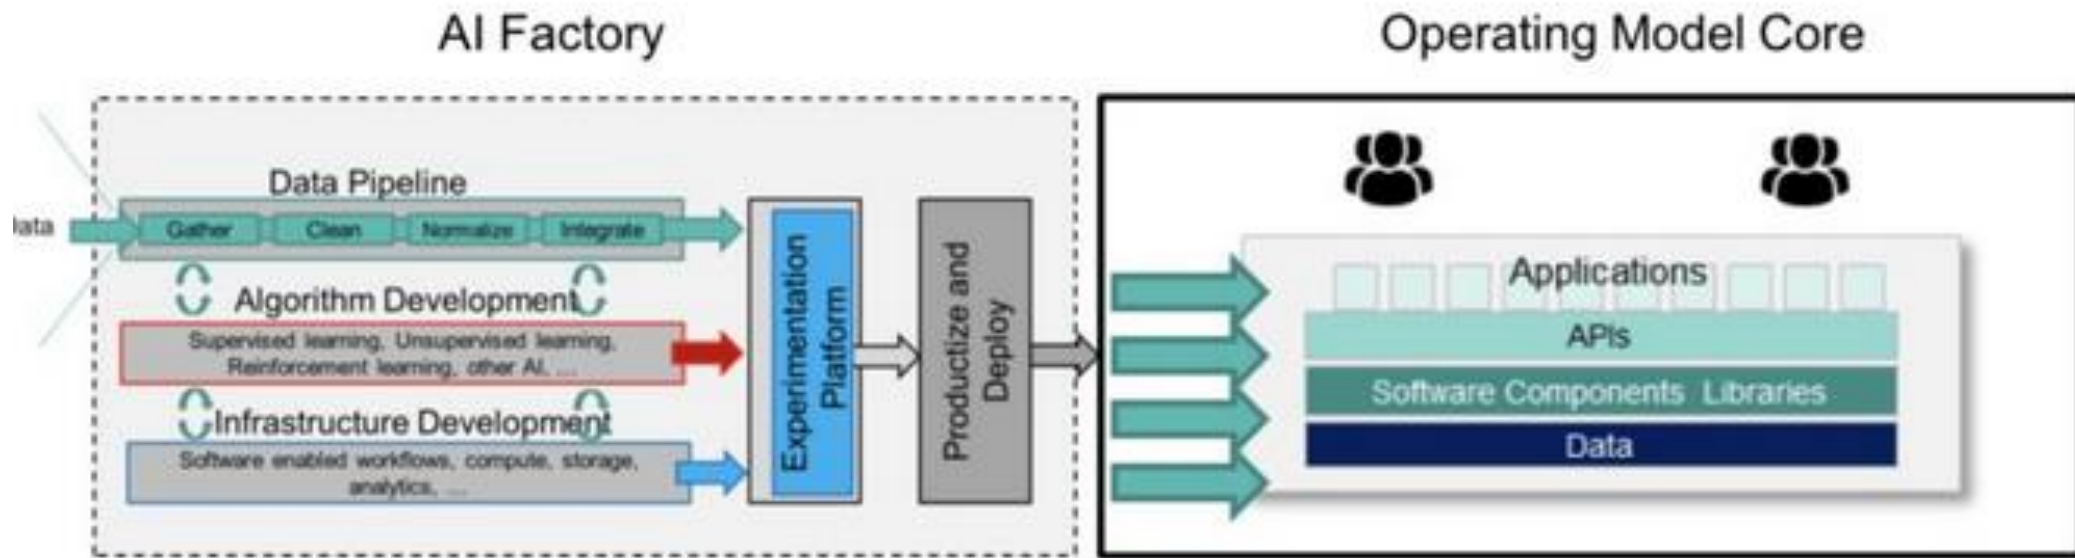 AI Factory
Operating Model Core
Data Pipeline
Data
Gather
Clean
Normalize
Integrate
Algorithm Development
Supervised learning, Unsupervised learning,
Reinforcement learning, other AI, ...
Infrastructure Development
Software enabled workflows, compute, storage,
analytics, ...
Experimentation
Platform
Productize and
Deploy
Applications
APIs
Software Components Libraries
Data